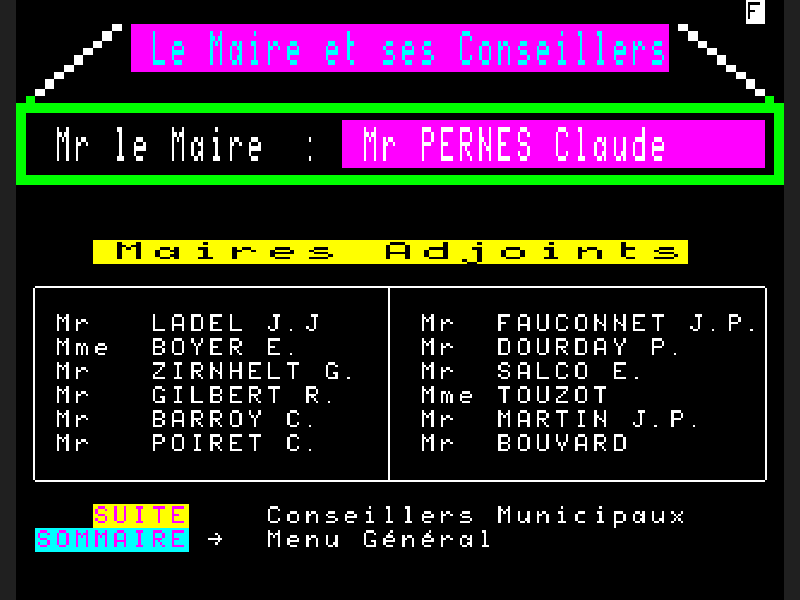 F
Le Maire et ses Conseillers
Mr le Maire : Mr PERNES Claude
Maires Adjoints
Mr LADEL J.J
Mme BOYER E.
Mr ZIRNHELT G.
Mr GILBERT R.
Mr BARROY C.
Mr POIRET C.
Mr FAUCONNET J.P.
Mr DOURDAY P.
Mr SALCO E.
Mme TOUZOT
Mr MARTIN J.P.
Mr BOUVARD
SUITE Conseillers Municipaux
SOMMAIRE → Menu Général